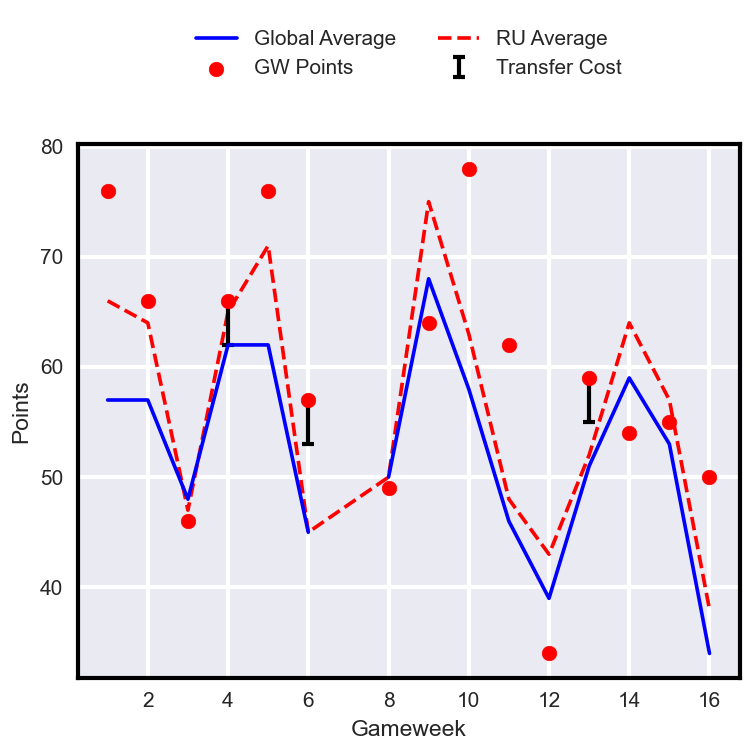 Global Average
RU Average
GW Points
Transfer Cost
80
70
60
50
40
Points
2 4 6 8 10 12 14 16
Gameweek